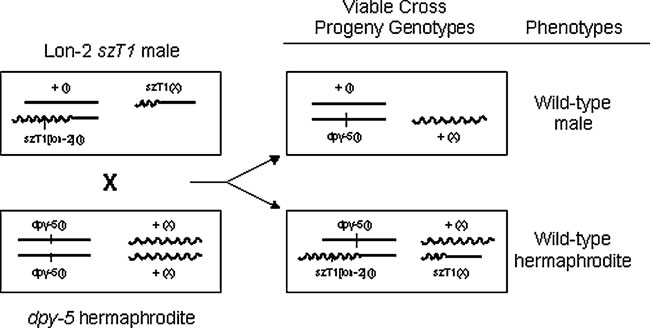 Viable Cross
Progeny Genotypes
Phenotypes
Lon-2 szT1 male
+ (I)
szT1(X)
szT1[lon-2](I)
+ (I)
dpy-5(I)
+ (X)
Wild-type
male
X
dpy-5(I)
+ (X)
dpy-5(I)
+ (X)
dpy-5(I)
+ (X)
szT1[lon-2](I)
szT1(X)
Wild-type
hermaphrodite
dpy-5 hermaphrodite